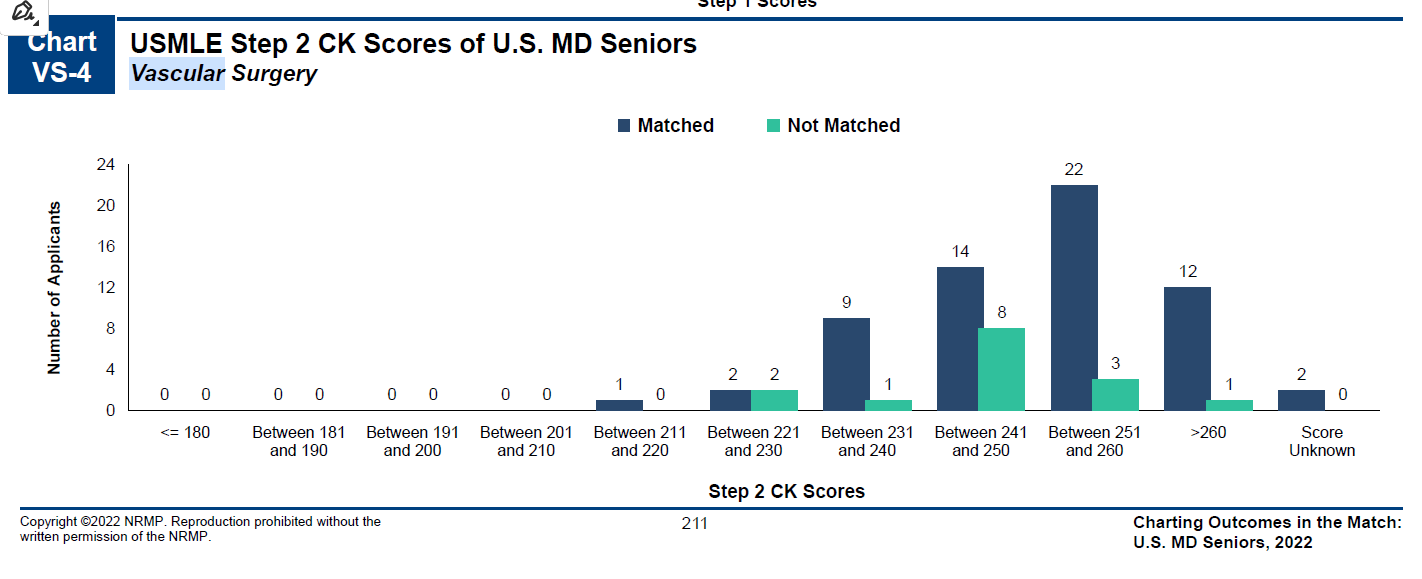 Step 1 Scores
Chart
VS-4
USMLE Step 2 CK Scores of U.S. MD Seniors
Vascular Surgery
Matched Not Matched
Number of Applicants
24
20
16
12
8
4
0
0 0 0 0 0 0 0 0 1 0 2 2 9 1 14 8 22 3 12 1 2 0
<= 180 Between 181 Between 191 Between 201 Between 211 Between 221 Between 231 Between 241 Between 251 >260 Score
and 190 and 200 and 210 and 220 and 230 and 240 and 250 and 260 Unknown
Step 2 CK Scores
Copyright ©2022 NRMP. Reproduction prohibited without the
written permission of the NRMP.
211
Charting Outcomes in the Match:
U.S. MD Seniors, 2022